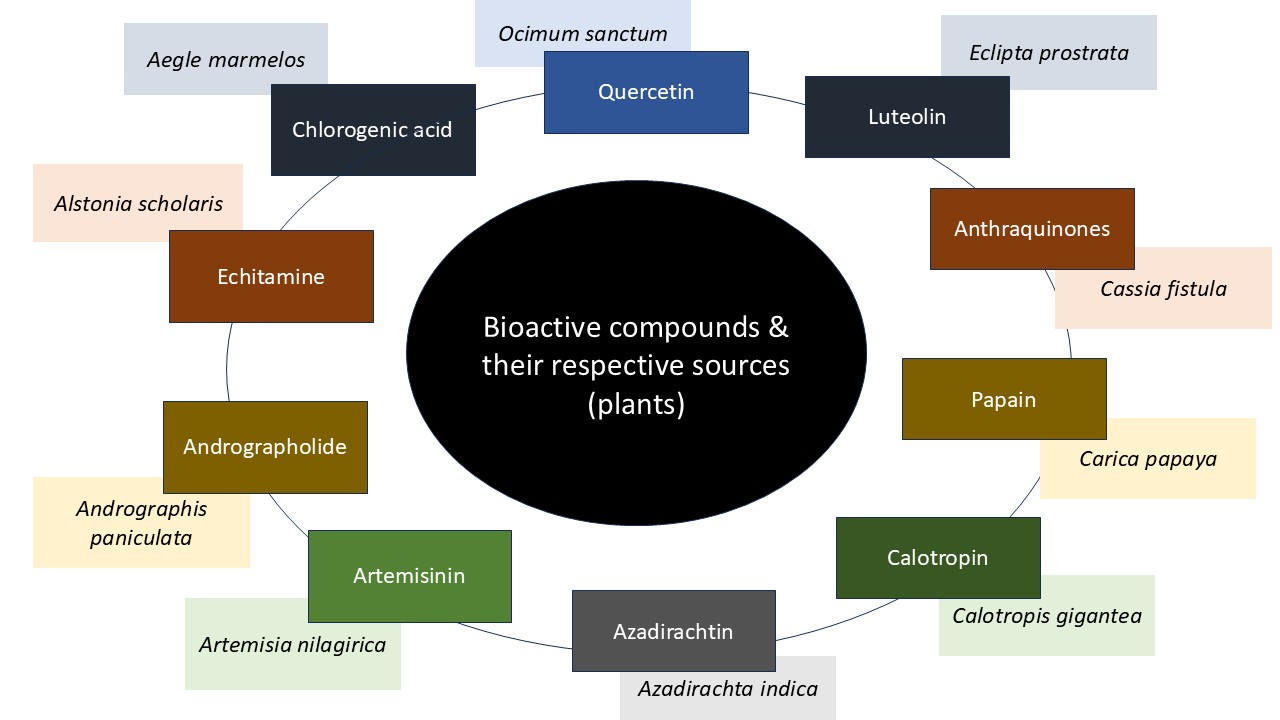 Ocimum sanctum
Quercetin
Eclipta prostrata
Luteolin
Anthraquinones
Cassia fistula
Papain
Carica papaya
Calotropin
Calotropis gigantea
Azadirachtin
Azadirachta indica
Artemisinin
Artemisia nilagirica
Andrographolide
Andrographis
paniculata
Echitamine
Alstonia scholaris
Chlorogenic acid
Aegle marmelos
Bioactive compounds &
their respective sources
(plants)